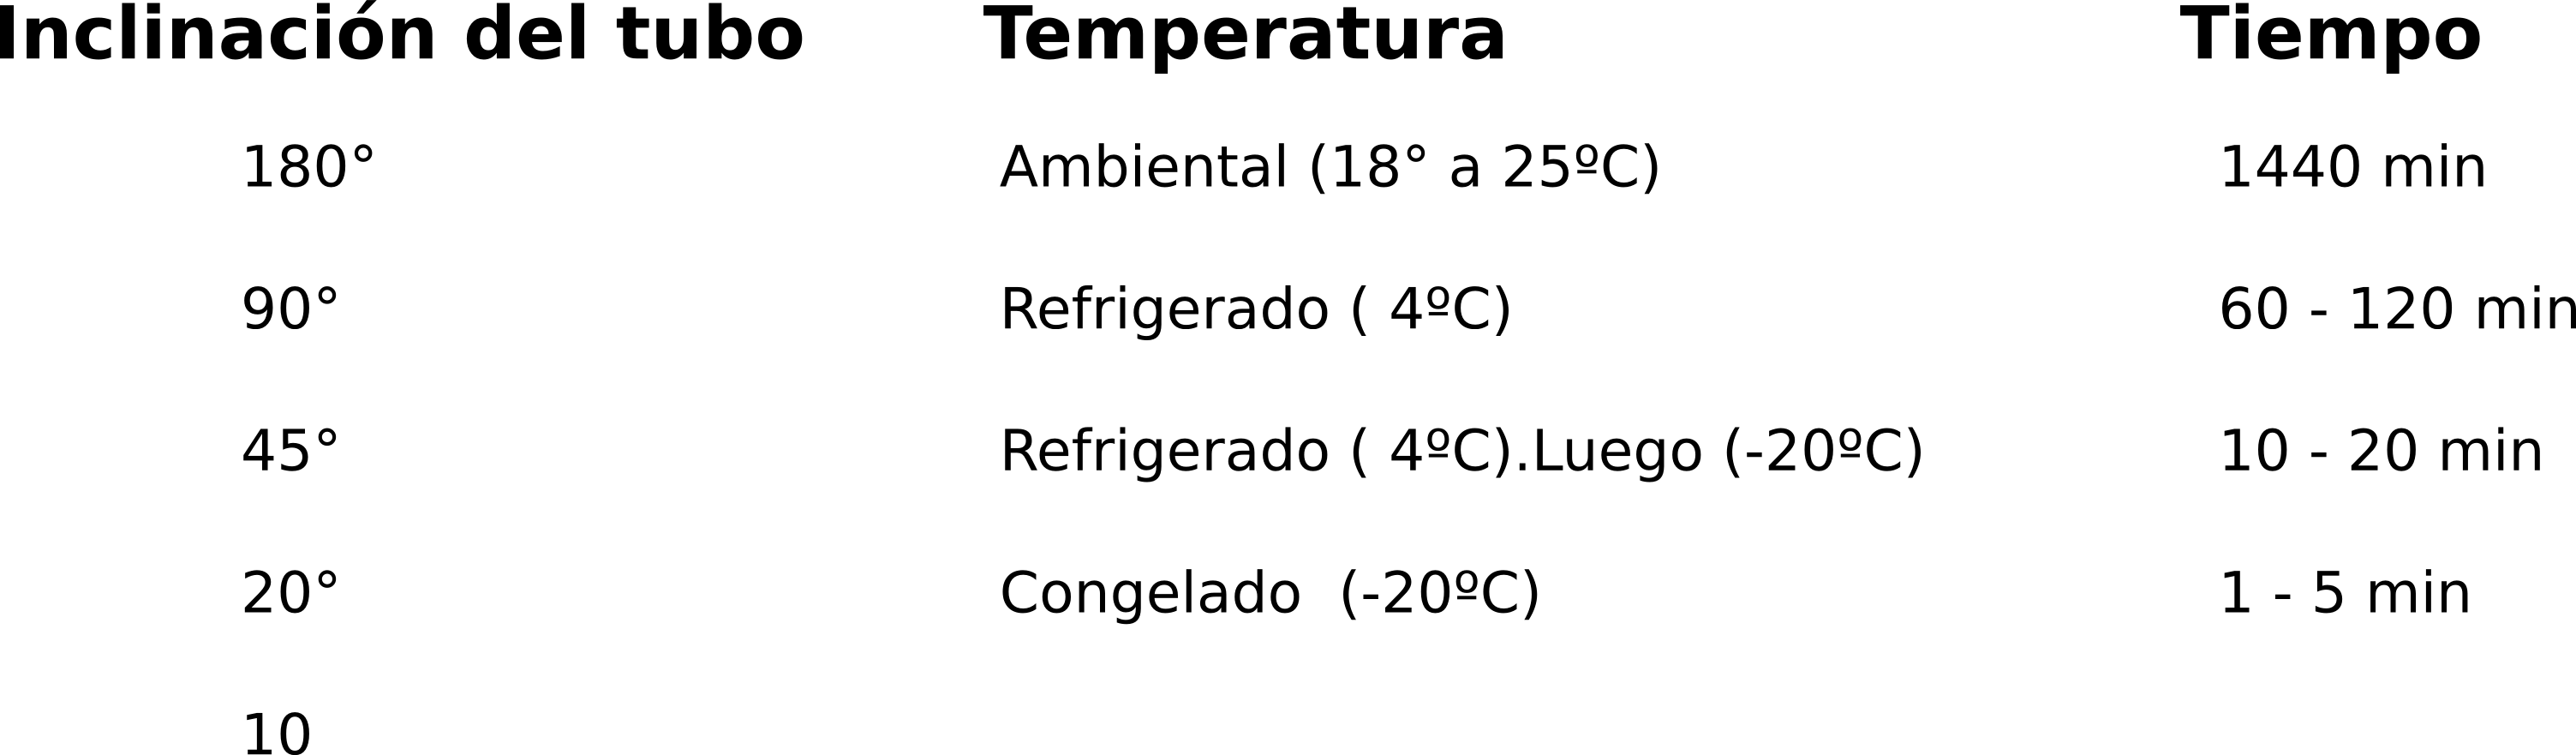 Inclinación del tubo Temperatura Tiempo
180° Ambiental (18° a 25ºC) 1440 min
90° Refrigerado ( 4ºC) 60 - 120 min
45° Refrigerado ( 4ºC).Luego (-20ºC) 10 - 20 min
20° Congelado  (-20ºC) 1 - 5 min
10